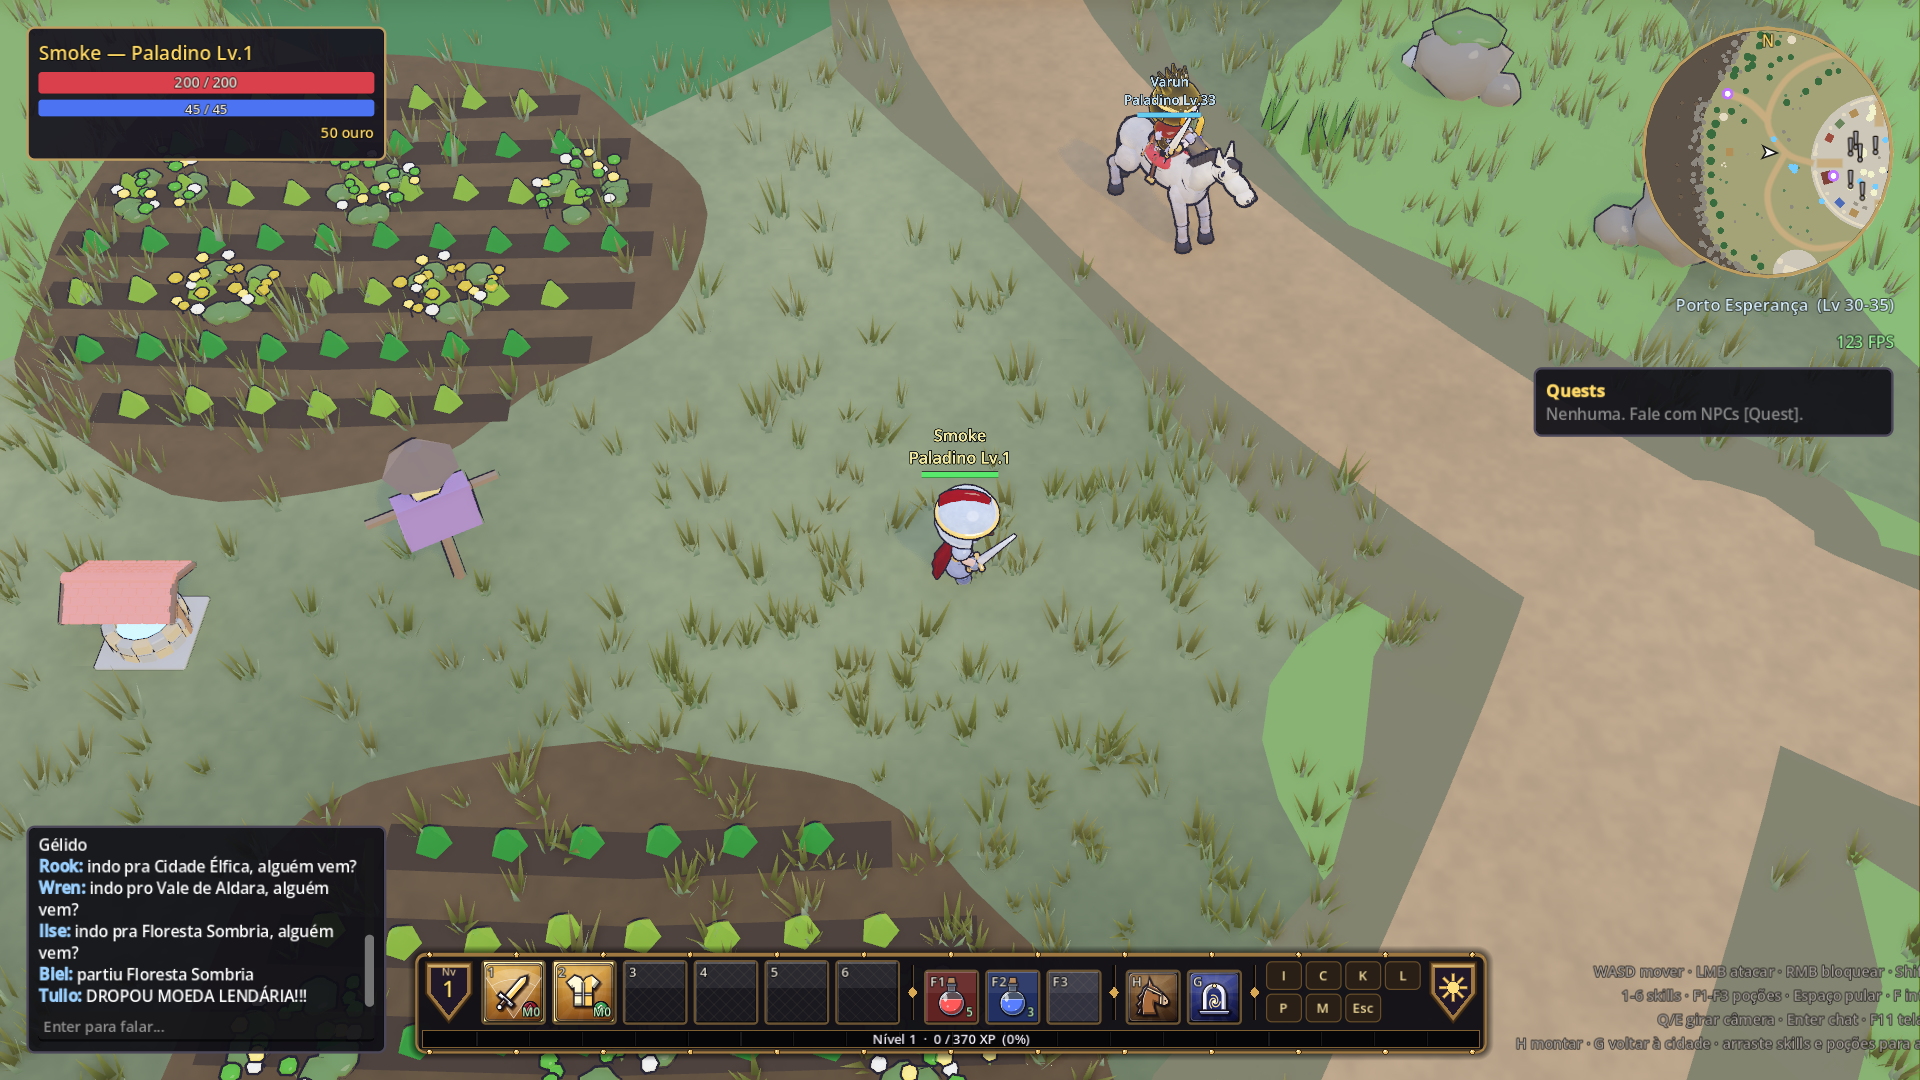 Smoke — Paladino Lv.1
200 / 200
45 / 45
50 ouro
Varun
Paladino Lv.33
N
Porto Esperança (Lv 30-35)
123 FPS
Quests
Nenhuma. Fale com NPCs [Quest].
Smoke
Paladino Lv.1
Gélido
Rook: indo pra Cidade Élfica, alguém vem?
Wren: indo pro Vale de Aldara, alguém
vem?
Ilse: indo pra Floresta Sombria, alguém
vem?
Biel: partiu Floresta Sombria
Tullo: DROPOU MOEDA LENDÁRIA!!!
Enter para falar...
Nv
1
1
M0
2
M0
3
4
5
6
F1
5
F2
3
F3
H
G
I
C
K
L
P
M
Esc
Nível 1 · 0 / 370 XP (0%)
WASD mover · LMB atacar · RMB bloquear · Shi
1-6 skills · F1-F3 poções · Espaço pular · F in
Q/E girar câmera · Enter chat · F11 tela
H montar · G voltar à cidade · arraste skills e poções para a